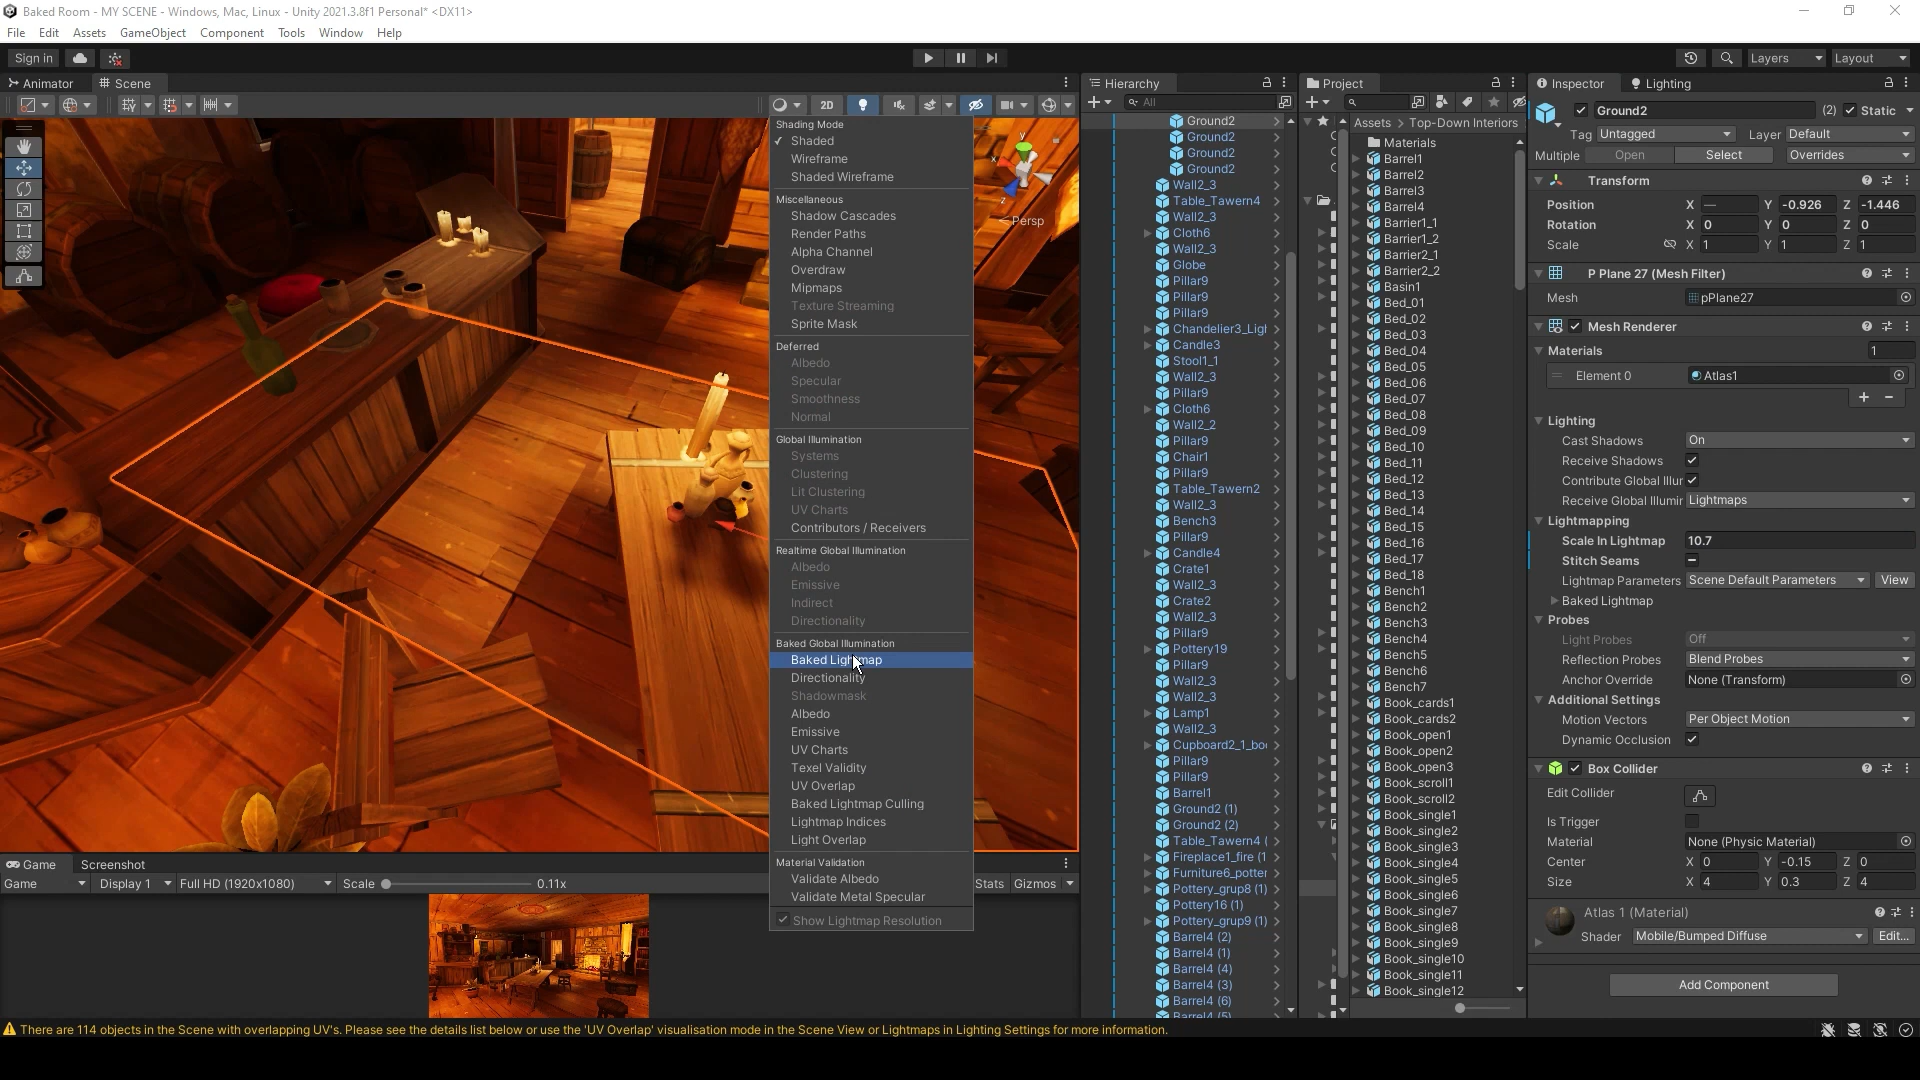 Baked Room - MY SCENE - Windows, Mac, Linux - Unity 2021.3.8f1 Personal* <DX11>
File Edit Assets GameObject Component Tools Window Help
Sign in
Layers
Layout
Animator
Scene
2D
Persp
y
x
z
Shading Mode
Shaded
Wireframe
Shaded Wireframe
Miscellaneous
Shadow Cascades
Render Paths
Alpha Channel
Overdraw
Mipmaps
Texture Streaming
Sprite Mask
Deferred
Albedo
Specular
Smoothness
Normal
Global Illumination
Systems
Clustering
Lit Clustering
UV Charts
Contributors / Receivers
Realtime Global Illumination
Albedo
Emissive
Indirect
Directionality
Baked Global Illumination
Baked Lightmap
Directionality
Shadowmask
Albedo
Emissive
UV Charts
Texel Validity
UV Overlap
Baked Lightmap Culling
Lightmap Indices
Light Overlap
Material Validation
Validate Albedo
Validate Metal Specular
Show Lightmap Resolution
Game
Screenshot
Game
Display 1
Full HD (1920x1080)
Scale
0.11x
Stats
Gizmos
Hierarchy
All
Ground2
Ground2
Ground2
Ground2
Wall2_3
Table_Tawern4
Wall2_3
Cloth6
Wall2_3
Globe
Pillar9
Pillar9
Pillar9
Chandelier3_Ligh
Candle3
Stool1_1
Wall2_3
Pillar9
Cloth6
Wall2_2
Pillar9
Chair1
Pillar9
Table_Tawern2
Wall2_3
Bench3
Pillar9
Candle4
Crate1
Wall2_3
Crate2
Wall2_3
Pillar9
Pottery19
Pillar9
Wall2_3
Wall2_3
Lamp1
Wall2_3
Cupboard2_1_boo
Pillar9
Pillar9
Barrel1
Ground2 (1)
Ground2 (2)
Table_Tawern4 (
Fireplace1_fire (1
Furniture6_potter
Pottery_grup8 (1)
Pottery16 (1)
Pottery_grup9 (1)
Barrel4 (2)
Barrel4 (1)
Barrel4 (4)
Barrel4 (3)
Barrel4 (6)
Barrel4 (5)
Project
Assets > Top-Down Interiors
Materials
Barrel1
Barrel2
Barrel3
Barrel4
Barrier1_1
Barrier1_2
Barrier2_1
Barrier2_2
Basin1
Bed_01
Bed_02
Bed_03
Bed_04
Bed_05
Bed_06
Bed_07
Bed_08
Bed_09
Bed_10
Bed_11
Bed_12
Bed_13
Bed_14
Bed_15
Bed_16
Bed_17
Bed_18
Bench1
Bench2
Bench3
Bench4
Bench5
Bench6
Bench7
Book_cards1
Book_cards2
Book_open1
Book_open2
Book_open3
Book_scroll1
Book_scroll2
Book_single1
Book_single2
Book_single3
Book_single4
Book_single5
Book_single6
Book_single7
Book_single8
Book_single9
Book_single10
Book_single11
Book_single12
Inspector
Lighting
Ground2 (2) Static
Tag Untagged Layer Default
Multiple Open Select Overrides
Transform
Position X — Y -0.926 Z -1.446
Rotation X 0 Y 0 Z 0
Scale X 1 Y 1 Z 1
P Plane 27 (Mesh Filter)
Mesh pPlane27
Mesh Renderer
Materials 1
Element 0 Atlas1
Lighting
Cast Shadows On
Receive Shadows
Contribute Global Illur
Receive Global Illumir Lightmaps
Lightmapping
Scale In Lightmap 10.7
Stitch Seams
Lightmap Parameters Scene Default Parameters View
Baked Lightmap
Probes
Light Probes Off
Reflection Probes Blend Probes
Anchor Override None (Transform)
Additional Settings
Motion Vectors Per Object Motion
Dynamic Occlusion
Box Collider
Edit Collider
Is Trigger
Material None (Physic Material)
Center X 0 Y -0.15 Z 0
Size X 4 Y 0.3 Z 4
Atlas 1 (Material)
Shader Mobile/Bumped Diffuse Edit...
Add Component
There are 114 objects in the Scene with overlapping UV's. Please see the details list below or use the 'UV Overlap' visualisation mode in the Scene View or Lightmaps in Lighting Settings for more information.